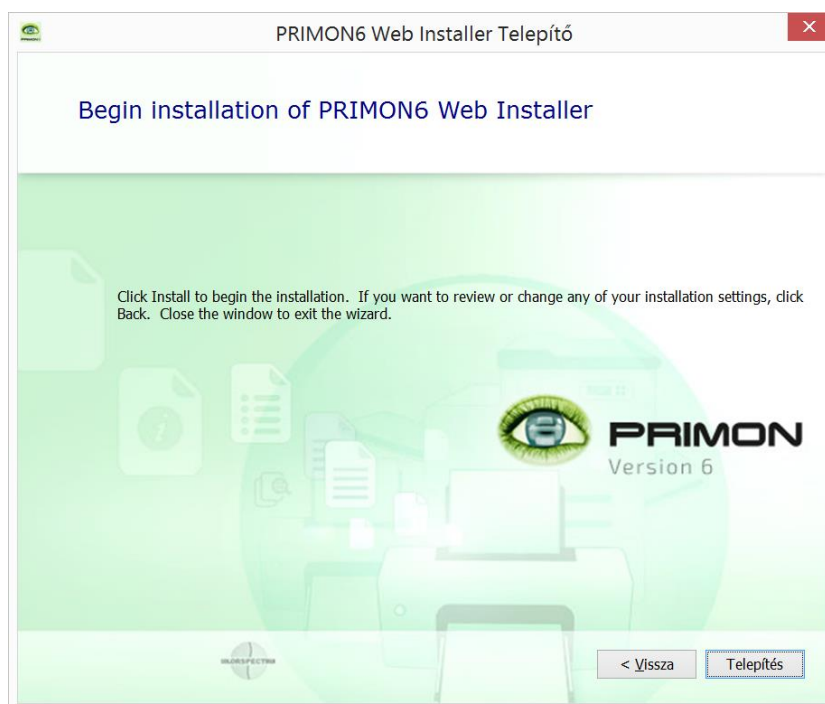 PRIMON6 Web Installer Telepítő
Begin installation of PRIMON6 Web Installer
Click Install to begin the installation.  If you want to review or change any of your installation settings, click
Back.  Close the window to exit the wizard.
PRIMON
Version 6
< Vissza
Telepítés